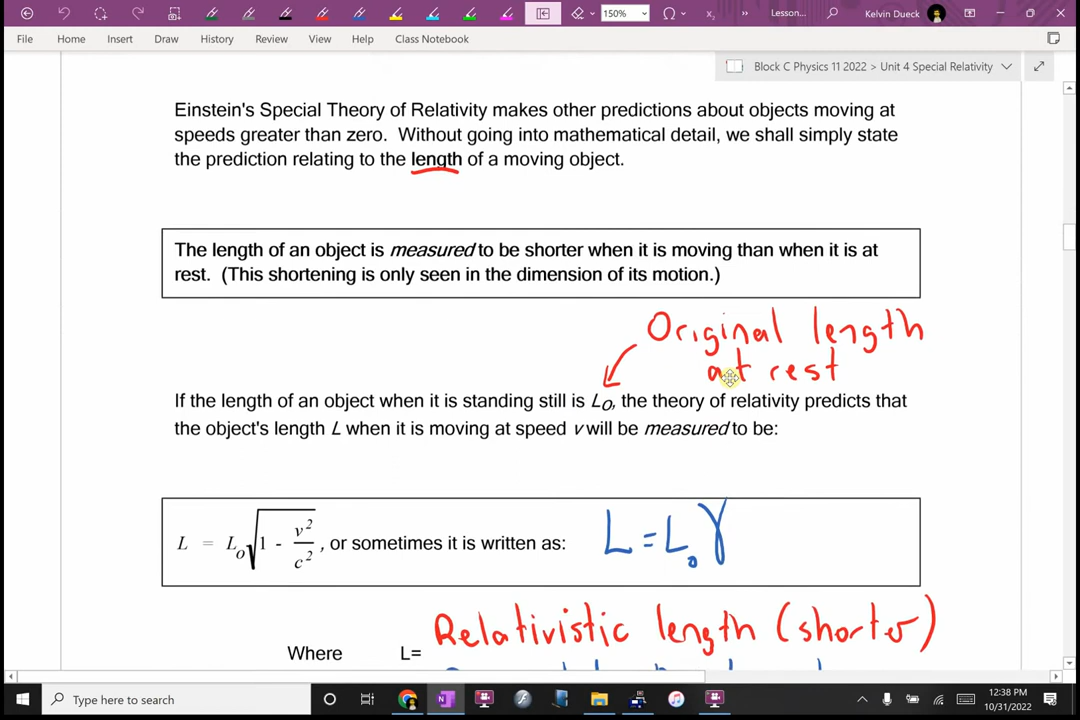 150%
Lesson...
Kelvin Dueck
File Home Insert Draw History Review View Help Class Notebook
Block C Physics 11 2022 > Unit 4 Special Relativity
Einstein's Special Theory of Relativity makes other predictions about objects moving at
speeds greater than zero. Without going into mathematical detail, we shall simply state
the prediction relating to the length of a moving object.
The length of an object is measured to be shorter when it is moving than when it is at
rest. (This shortening is only seen in the dimension of its motion.)
Original length
at rest
If the length of an object when it is standing still is L₀, the theory of relativity predicts that
the object's length L when it is moving at speed v will be measured to be:
L = L₀√(1 - v²/c²), or sometimes it is written as: L = L₀γ
Relativistic length (shorter)
Where L=
Type here to search
12:38 PM
10/31/2022